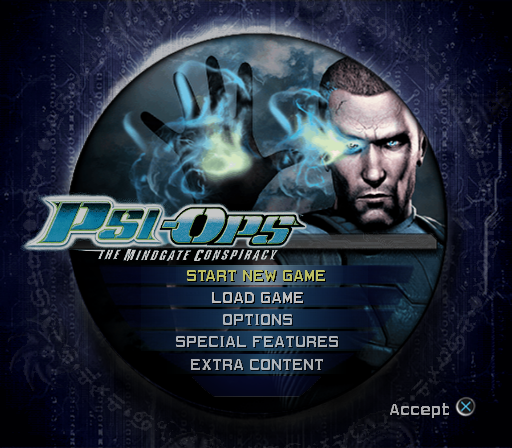 PSI-OPS
THE MINDGATE CONSPIRACY
START NEW GAME
LOAD GAME
OPTIONS
SPECIAL FEATURES
EXTRA CONTENT
Accept